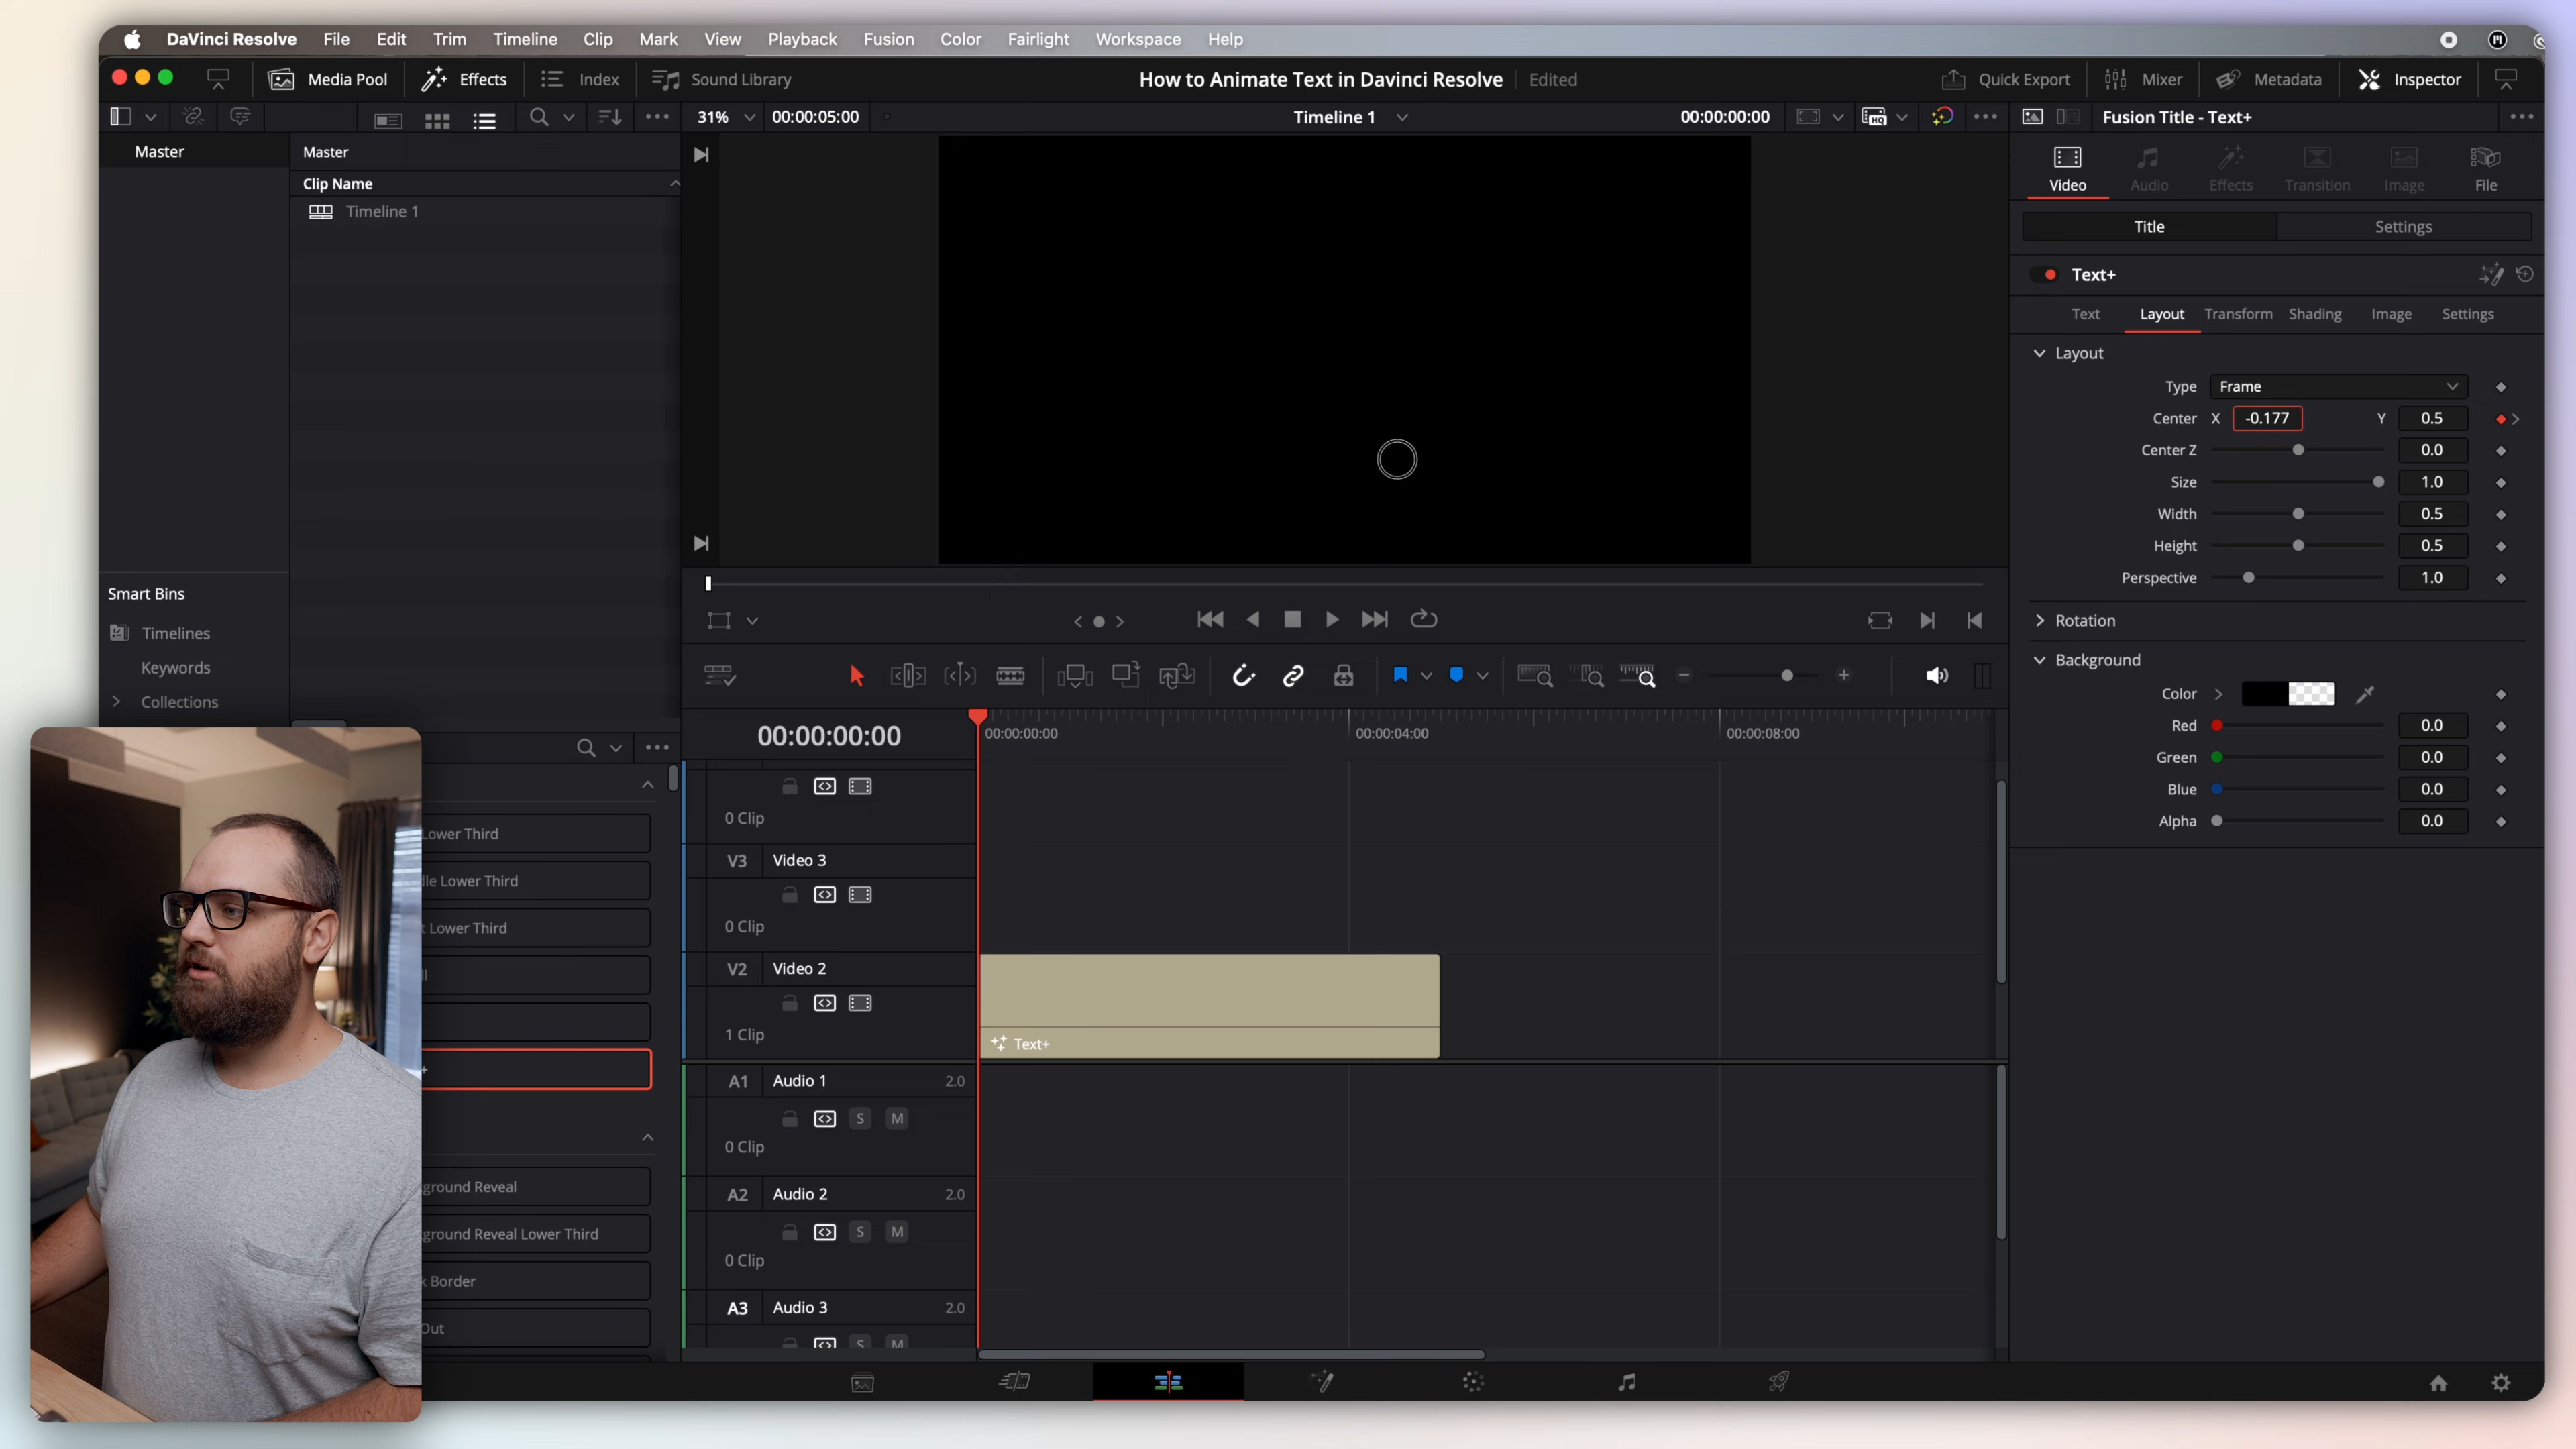 DaVinci Resolve File Edit Trim Timeline Clip Mark View Playback Fusion Color Fairlight Workspace Help
Media Pool Effects Index Sound Library How to Animate Text in Davinci Resolve Edited Quick Export Mixer Metadata Inspector
31% 00:00:05:00 Timeline 1 00:00:00:00 HQ Fusion Title - Text+
Master
Master
Clip Name
Timeline 1
Smart Bins
Timelines
Keywords
Collections
Video Audio Effects Transition Image File
Title Settings
Text+
Text Layout Transform Shading Image Settings
Layout
Type Frame
Center X -0.177 Y 0.5
Center Z 0.0
Size 1.0
Width 0.5
Height 0.5
Perspective 1.0
Rotation
Background
Color
Red 0.0
Green 0.0
Blue 0.0
Alpha 0.0
Lower Third
dle Lower Third
t Lower Third
ll
+
ground Reveal
ground Reveal Lower Third
k Border
Out
00:00:00:00
00:00:00:00 00:00:04:00 00:00:08:00
0 Clip
V3 Video 3
0 Clip
V2 Video 2
1 Clip
Text+
A1 Audio 1 2.0
S M
0 Clip
A2 Audio 2 2.0
S M
0 Clip
A3 Audio 3 2.0
S M